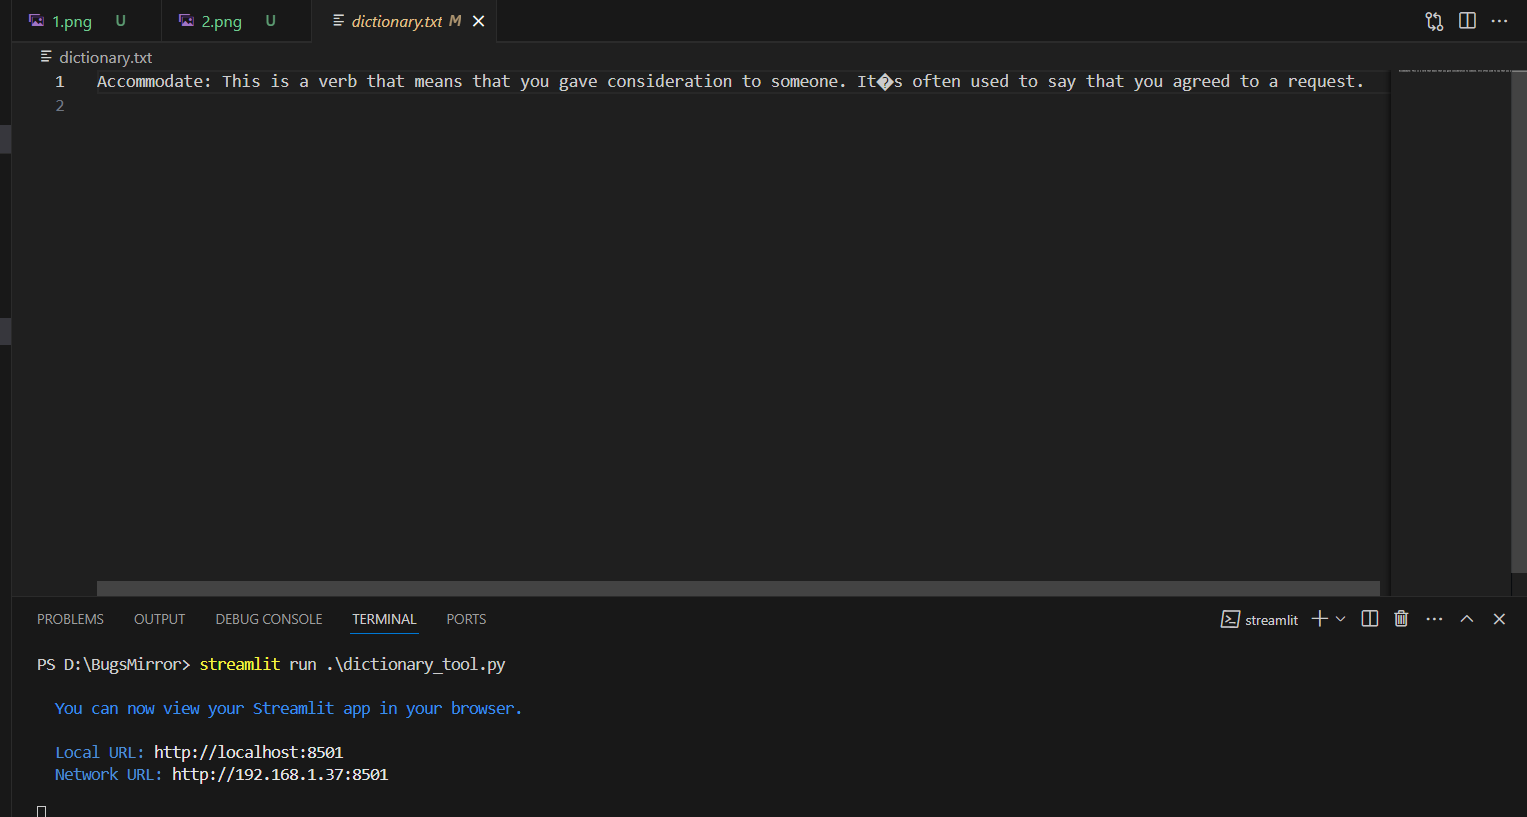 1.png U
2.png U
dictionary.txt M
dictionary.txt
1 Accommodate: This is a verb that means that you gave consideration to someone. It�s often used to say that you agreed to a request.
2
PROBLEMS OUTPUT DEBUG CONSOLE TERMINAL PORTS
streamlit
PS D:\BugsMirror> streamlit run .\dictionary_tool.py
You can now view your Streamlit app in your browser.
Local URL: http://localhost:8501
Network URL: http://192.168.1.37:8501